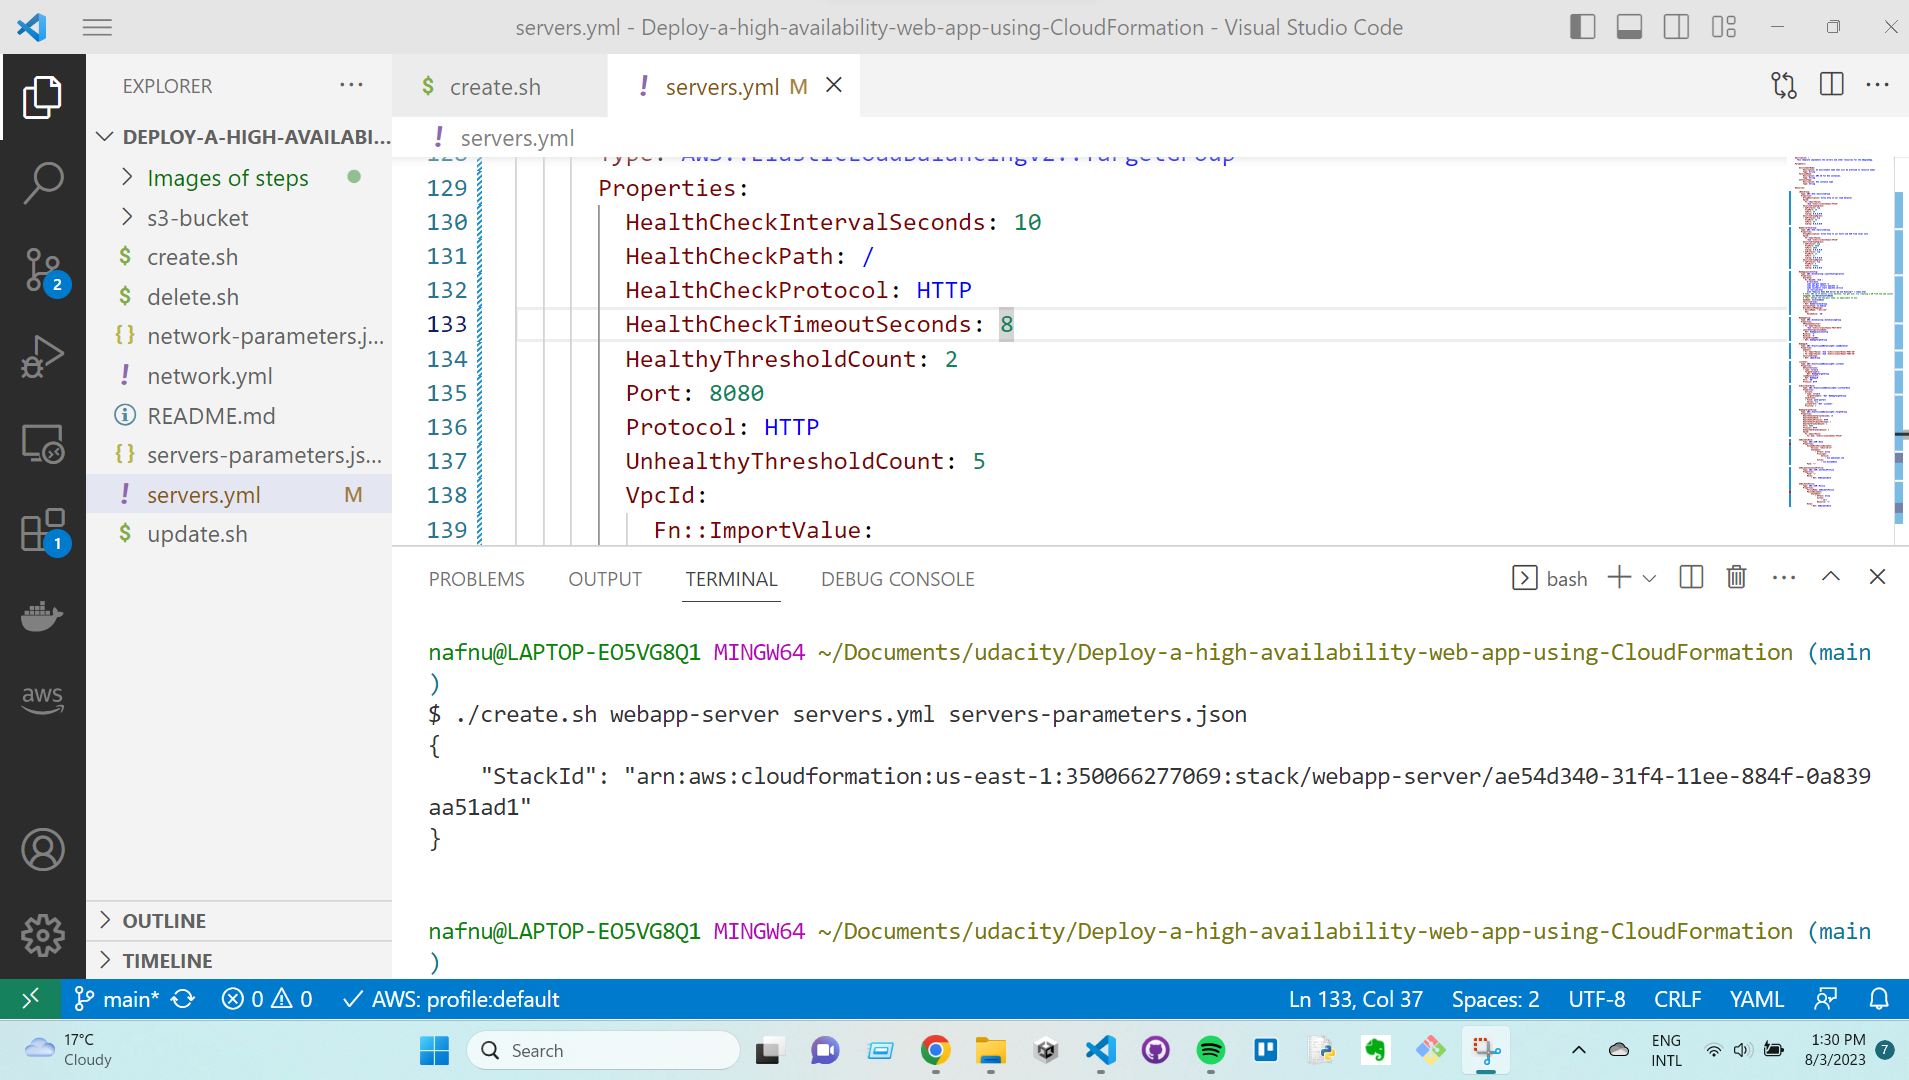 servers.yml - Deploy-a-high-availability-web-app-using-CloudFormation - Visual Studio Code
EXPLORER
DEPLOY-A-HIGH-AVAILABI...
Images of steps
s3-bucket
$ create.sh
$ delete.sh
{} network-parameters.j...
! network.yml
README.md
{} servers-parameters.js...
! servers.yml M
$ update.sh
OUTLINE
TIMELINE
2
1
aws
$ create.sh
! servers.yml M
! servers.yml
128 Type: AWS::ElasticLoadBalancingV2::TargetGroup
129 Properties:
130 HealthCheckIntervalSeconds: 10
131 HealthCheckPath: /
132 HealthCheckProtocol: HTTP
133 HealthCheckTimeoutSeconds: 8
134 HealthyThresholdCount: 2
135 Port: 8080
136 Protocol: HTTP
137 UnhealthyThresholdCount: 5
138 VpcId:
139 Fn::ImportValue:
PROBLEMS OUTPUT TERMINAL DEBUG CONSOLE bash
nafnu@LAPTOP-EO5VG8Q1 MINGW64 ~/Documents/udacity/Deploy-a-high-availability-web-app-using-CloudFormation (main
)
$ ./create.sh webapp-server servers.yml servers-parameters.json
{
"StackId": "arn:aws:cloudformation:us-east-1:350066277069:stack/webapp-server/ae54d340-31f4-11ee-884f-0a839
aa51ad1"
}
nafnu@LAPTOP-EO5VG8Q1 MINGW64 ~/Documents/udacity/Deploy-a-high-availability-web-app-using-CloudFormation (main
)
main* 0 0 AWS: profile:default Ln 133, Col 37 Spaces: 2 UTF-8 CRLF YAML
17°C
Cloudy
Search
ENG
INTL
1:30 PM
8/3/2023
7